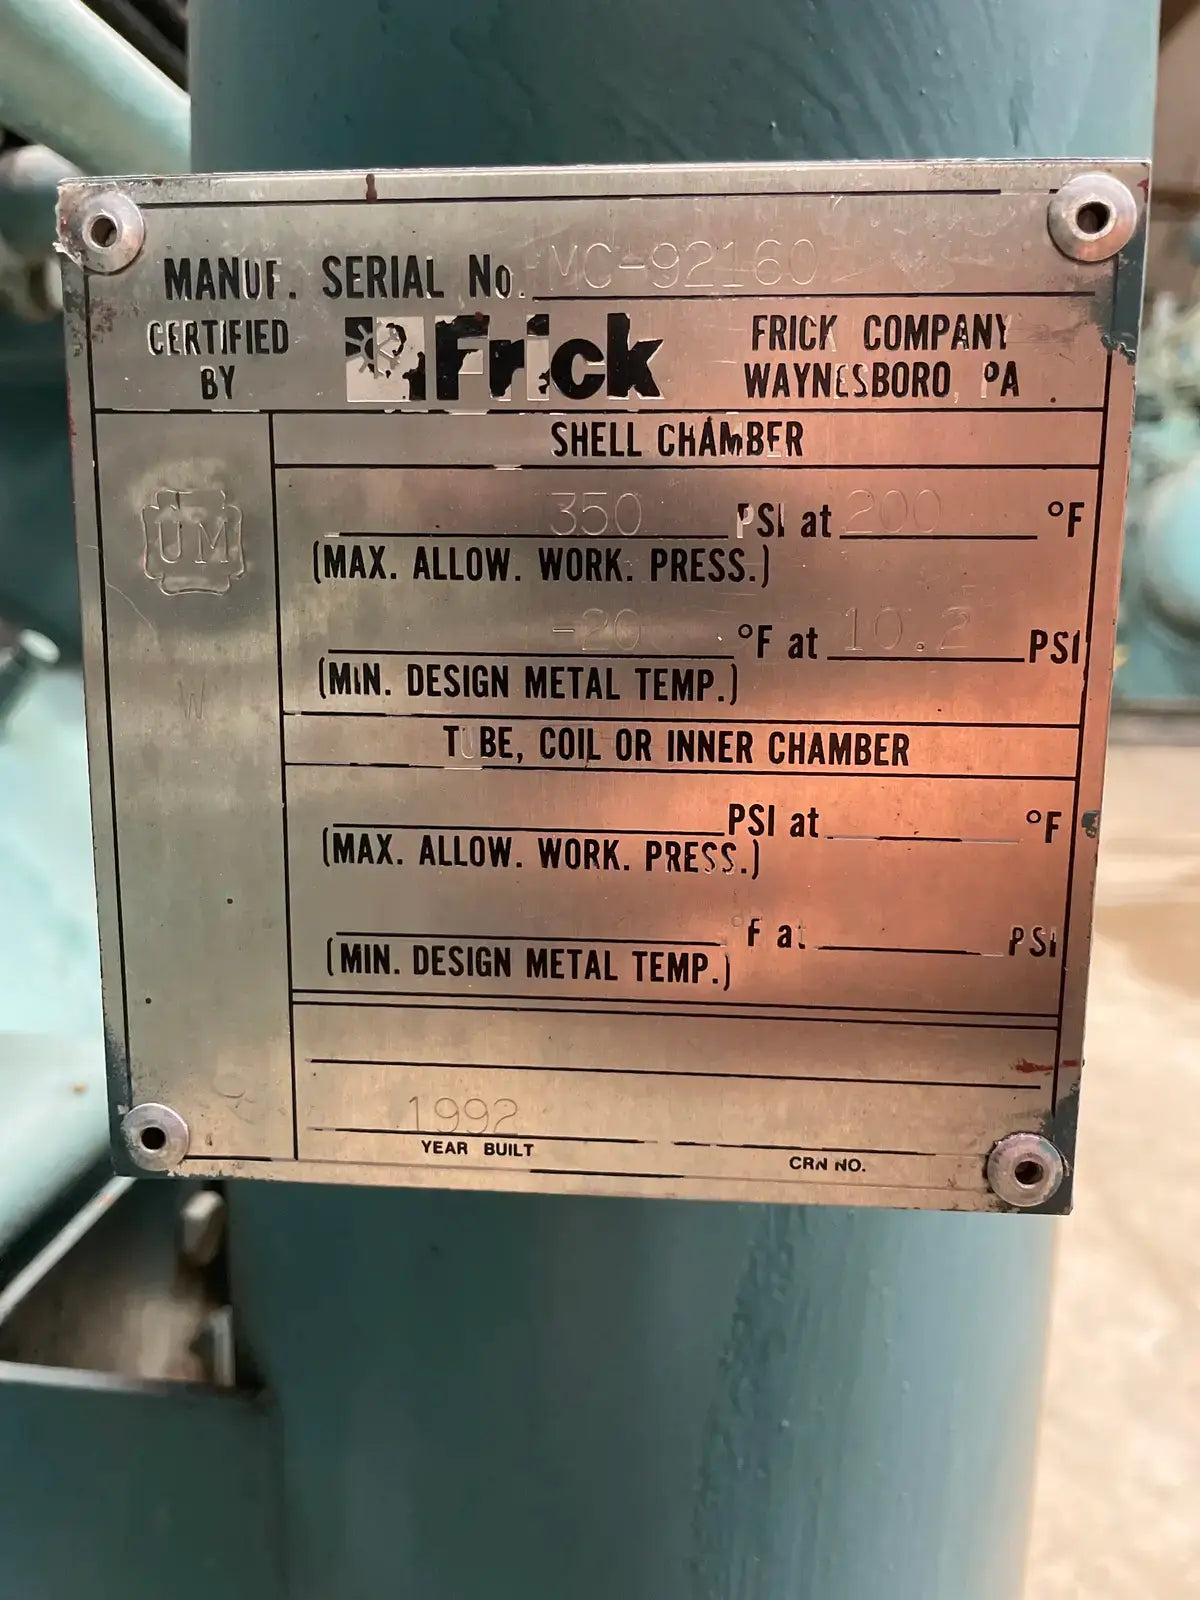 MANUF. SERIAL No. MC-92160
CERTIFIED BY
Frick
FRICK COMPANY
WAYNESBORO, PA
SHELL CHAMBER
UM
W
350 PSI at 200 °F
(MAX. ALLOW. WORK. PRESS.)
-20 °F at 10.2 PSI
(MIN. DESIGN METAL TEMP.)
TUBE, COIL OR INNER CHAMBER
PSI at °F
(MAX. ALLOW. WORK. PRESS.)
°F at PSI
(MIN. DESIGN METAL TEMP.)
1992
YEAR BUILT
CRN NO.